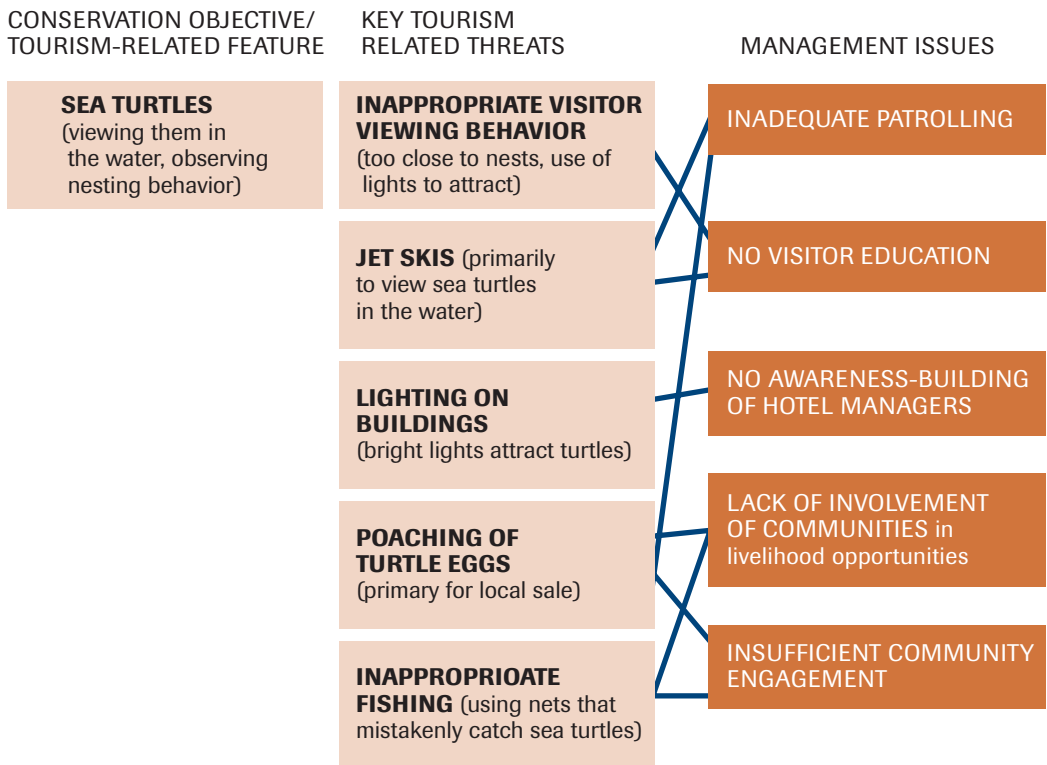 CONSERVATION OBJECTIVE/
TOURISM-RELATED FEATURE
KEY TOURISM
RELATED THREATS
MANAGEMENT ISSUES
SEA TURTLES
(viewing them in
the water, observing
nesting behavior)
INAPPROPRIATE VISITOR
VIEWING BEHAVIOR
(too close to nests, use of
lights to attract)
JET SKIS (primarily
to view sea turtles
in the water)
LIGHTING ON
BUILDINGS
(bright lights attract turtles)
POACHING OF
TURTLE EGGS
(primary for local sale)
INAPPROPRIOATE
FISHING (using nets that
mistakenly catch sea turtles)
INADEQUATE PATROLLING
NO VISITOR EDUCATION
NO AWARENESS-BUILDING
OF HOTEL MANAGERS
LACK OF INVOLVEMENT
OF COMMUNITIES in
livelihood opportunities
INSUFFICIENT COMMUNITY
ENGAGEMENT